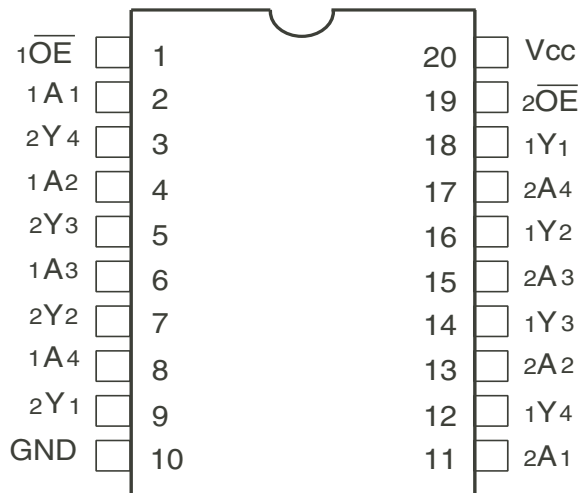 1O̅E̅ 1 20 Vcc
1A1 2 19 2O̅E̅
2Y4 3 18 1Y1
1A2 4 17 2A4
2Y3 5 16 1Y2
1A3 6 15 2A3
2Y2 7 14 1Y3
1A4 8 13 2A2
2Y1 9 12 1Y4
GND 10 11 2A1